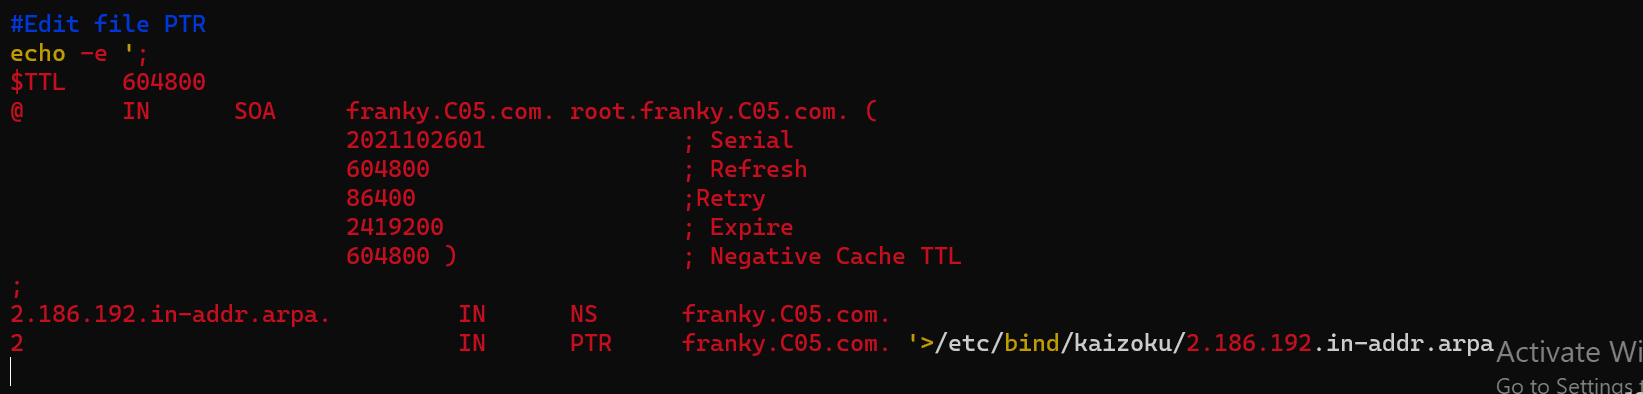 #Edit file PTR
echo -e ';
$TTL    604800
@       IN      SOA     franky.C05.com. root.franky.C05.com. (
                        2021102601              ; Serial
                        604800                  ; Refresh
                        86400                   ;Retry
                        2419200                 ; Expire
                        604800 )                ; Negative Cache TTL
;
2.186.192.in-addr.arpa.         IN      NS      franky.C05.com.
2                               IN      PTR     franky.C05.com. '>/etc/bind/kaizoku/2.186.192.in-addr.arpa
Activate Wi
Go to Settings t